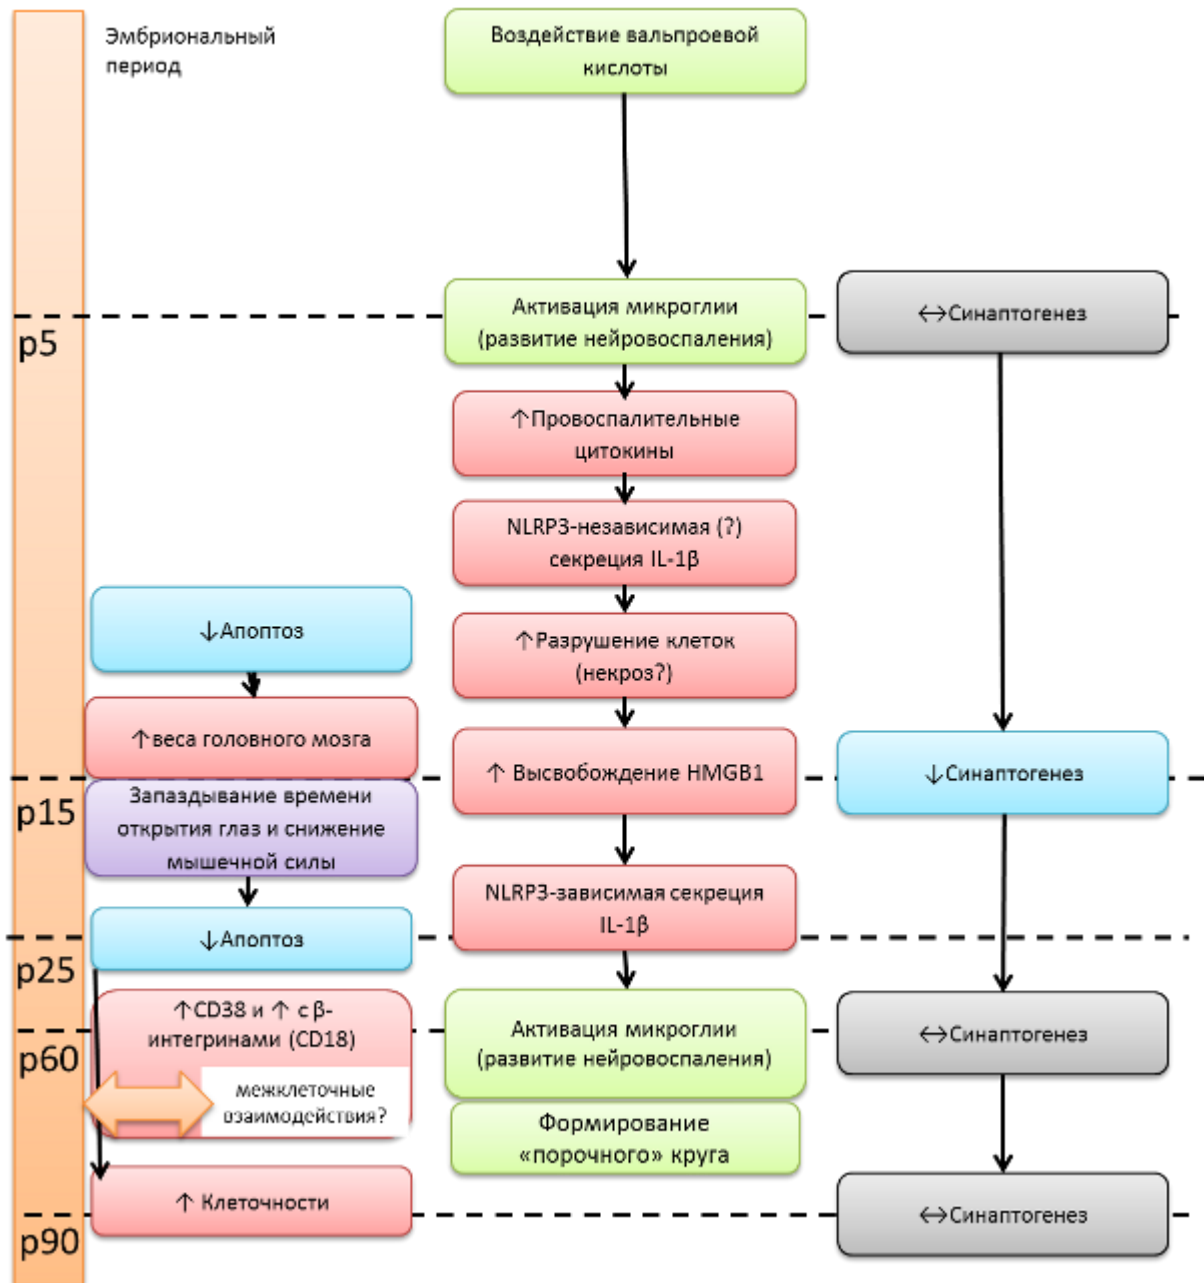 Эмбриональный
период
Воздействие вальпроевой
кислоты
p5
Активация микроглии
(развитие нейровоспаления)
↔Синаптогенез
↑Провоспалительные
цитокины
NLRP3-независимая (?)
секреция IL-1β
↓Апоптоз
↑Разрушение клеток
(некроз?)
↑веса головного мозга
↑ Высвобождение HMGB1
↓Синаптогенез
p15
Запаздывание времени
открытия глаз и снижение
мышечной силы
NLRP3-зависимая секреция
IL-1β
↓Апоптоз
p25
↑CD38 и ↑ с β-
интегринами (CD18)
p60
Активация микроглии
(развитие нейровоспаления)
↔Синаптогенез
межклеточные
взаимодействия?
Формирование
«порочного» круга
↑ Клеточности
↔Синаптогенез
p90